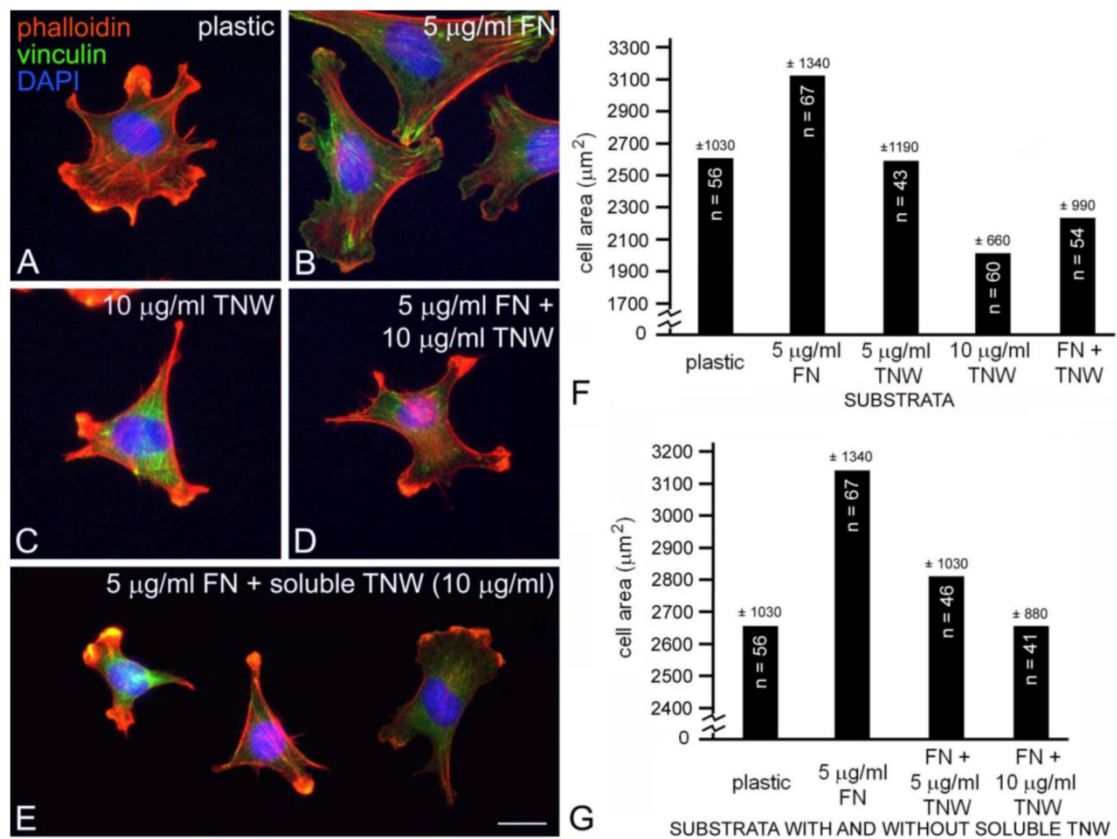 phalloidin
vinculin
DAPI
plastic
A
5 μg/ml FN
B
10 μg/ml TNW
C
5 μg/ml FN +
10 μg/ml TNW
D
5 μg/ml FN + soluble TNW (10 μg/ml)
E
cell area (μm²)
3300
3100
2900
2700
2500
2300
2100
1900
1700
0
±1030
n = 56
± 1340
n = 67
±1190
n = 43
± 660
n = 60
± 990
n = 54
plastic
5 μg/ml
FN
5 μg/ml
TNW
10 μg/ml
TNW
FN +
TNW
SUBSTRATA
F
cell area (μm²)
3200
3100
3000
2900
2800
2700
2600
2500
2400
0
± 1030
n = 56
± 1340
n = 67
± 1030
n = 46
± 880
n = 41
plastic
5 μg/ml
FN
FN +
5 μg/ml
TNW
FN +
10 μg/ml
TNW
SUBSTRATA WITH AND WITHOUT SOLUBLE TNW
G